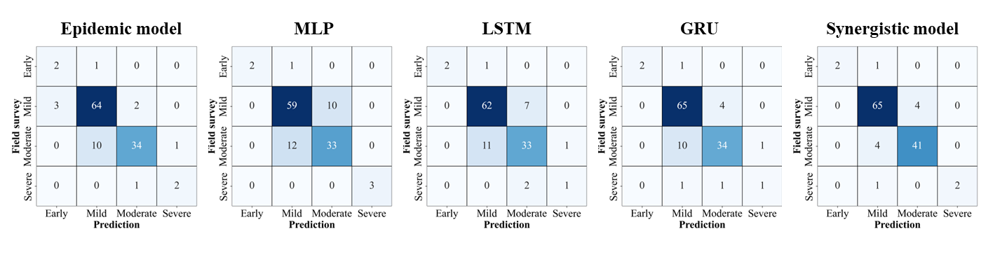 Epidemic model
Early 2 1 0 0
Mild 3 64 2 0
Moderate 0 10 34 1
Severe 0 0 1 2
Early Mild Moderate Severe
Prediction
Field survey
MLP
Early 2 1 0 0
Mild 0 59 10 0
Moderate 0 12 33 0
Severe 0 0 0 3
Early Mild Moderate Severe
Prediction
Field survey
LSTM
Early 2 1 0 0
Mild 0 62 7 0
Moderate 0 11 33 1
Severe 0 0 2 1
Early Mild Moderate Severe
Prediction
Field survey
GRU
Early 2 1 0 0
Mild 0 65 4 0
Moderate 0 10 34 1
Severe 0 1 1 1
Early Mild Moderate Severe
Prediction
Field survey
Synergistic model
Early 2 1 0 0
Mild 0 65 4 0
Moderate 0 4 41 0
Severe 0 1 0 2
Early Mild Moderate Severe
Prediction
Field survey